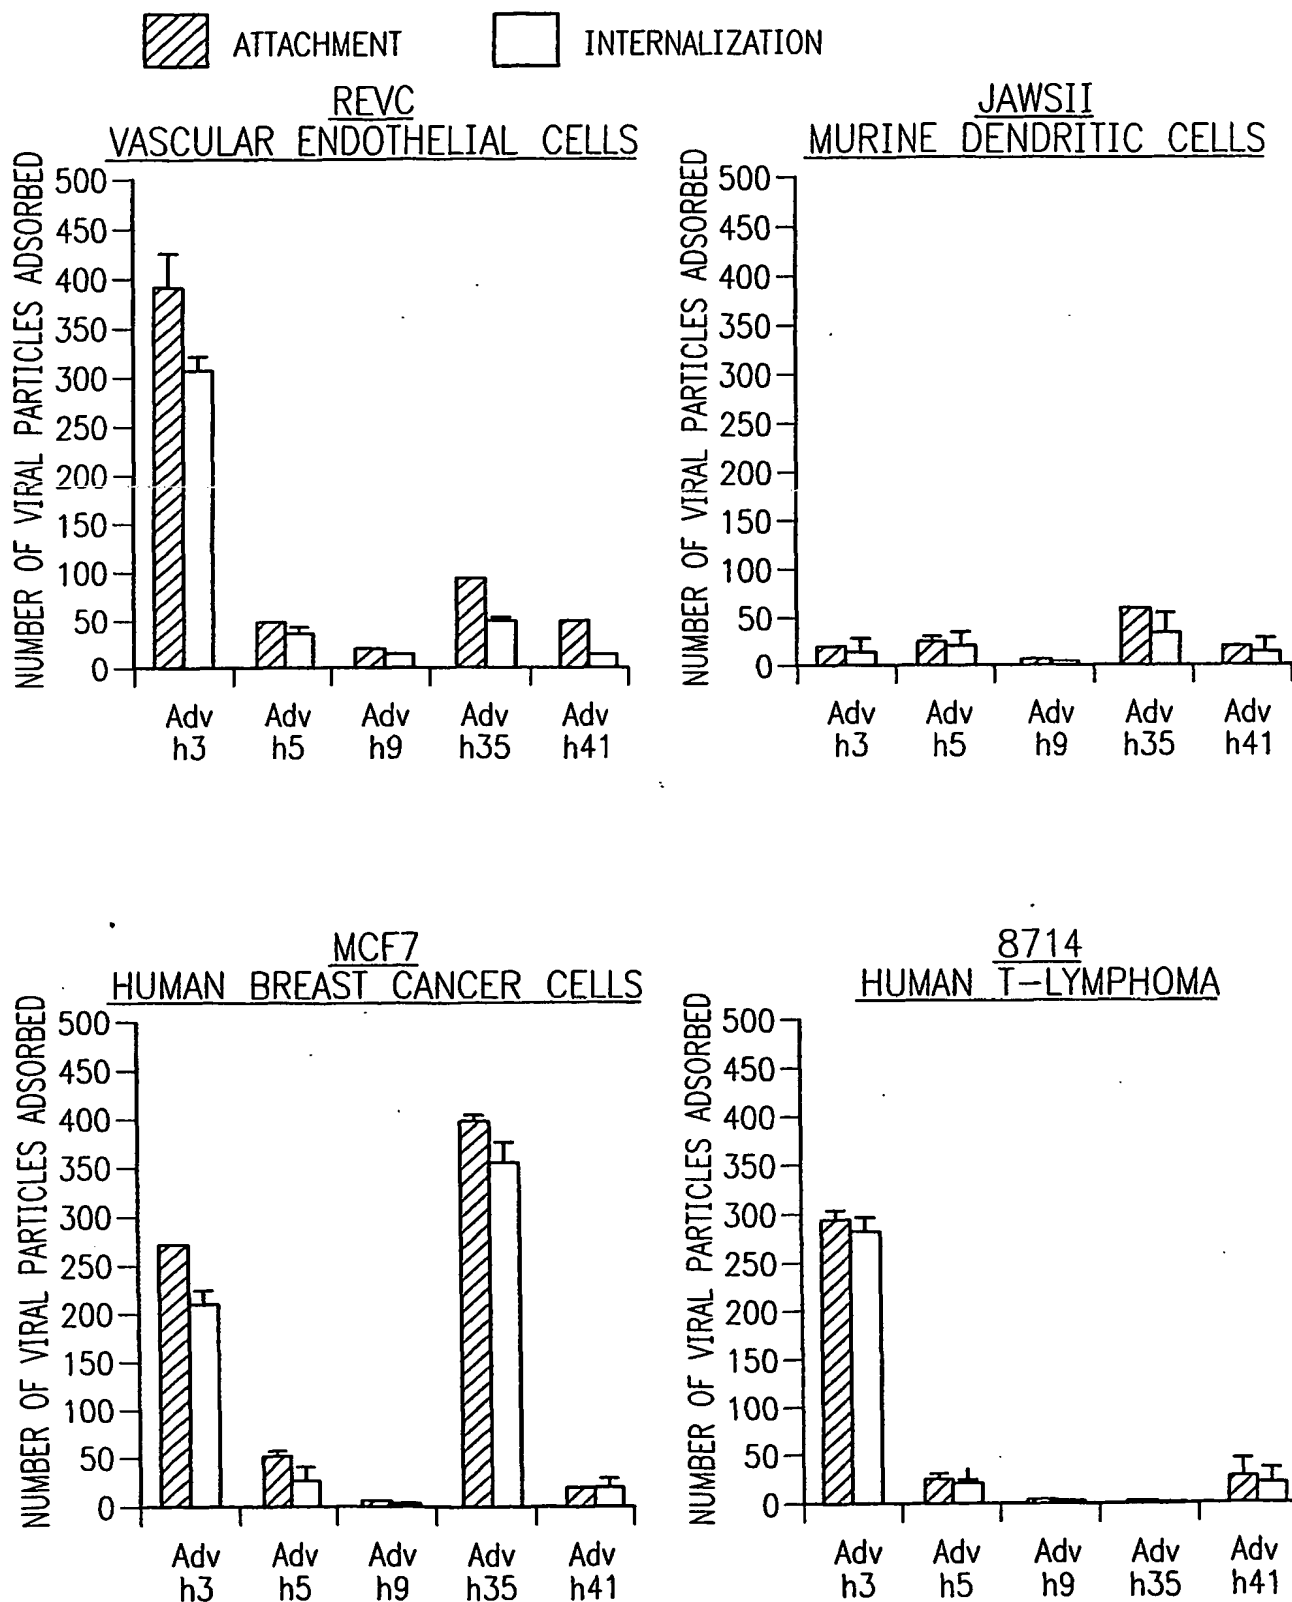 ATTACHMENT INTERNALIZATION
REVC
VASCULAR ENDOTHELIAL CELLS
NUMBER OF VIRAL PARTICLES ADSORBED
500
450
400
350
300
250
200
150
100
50
0
Adv Adv Adv Adv Adv
h3 h5 h9 h35 h41
JAWSII
MURINE DENDRITIC CELLS
NUMBER OF VIRAL PARTICLES ADSORBED
500
450
400
350
300
250
200
150
100
50
0
Adv Adv Adv Adv Adv
h3 h5 h9 h35 h41
MCF7
HUMAN BREAST CANCER CELLS
NUMBER OF VIRAL PARTICLES ADSORBED
500
450
400
350
300
250
200
150
100
50
0
Adv Adv Adv Adv Adv
h3 h5 h9 h35 h41
8714
HUMAN T-LYMPHOMA
NUMBER OF VIRAL PARTICLES ADSORBED
500
450
400
350
300
250
200
150
100
50
0
Adv Adv Adv Adv Adv
h3 h5 h9 h35 h41